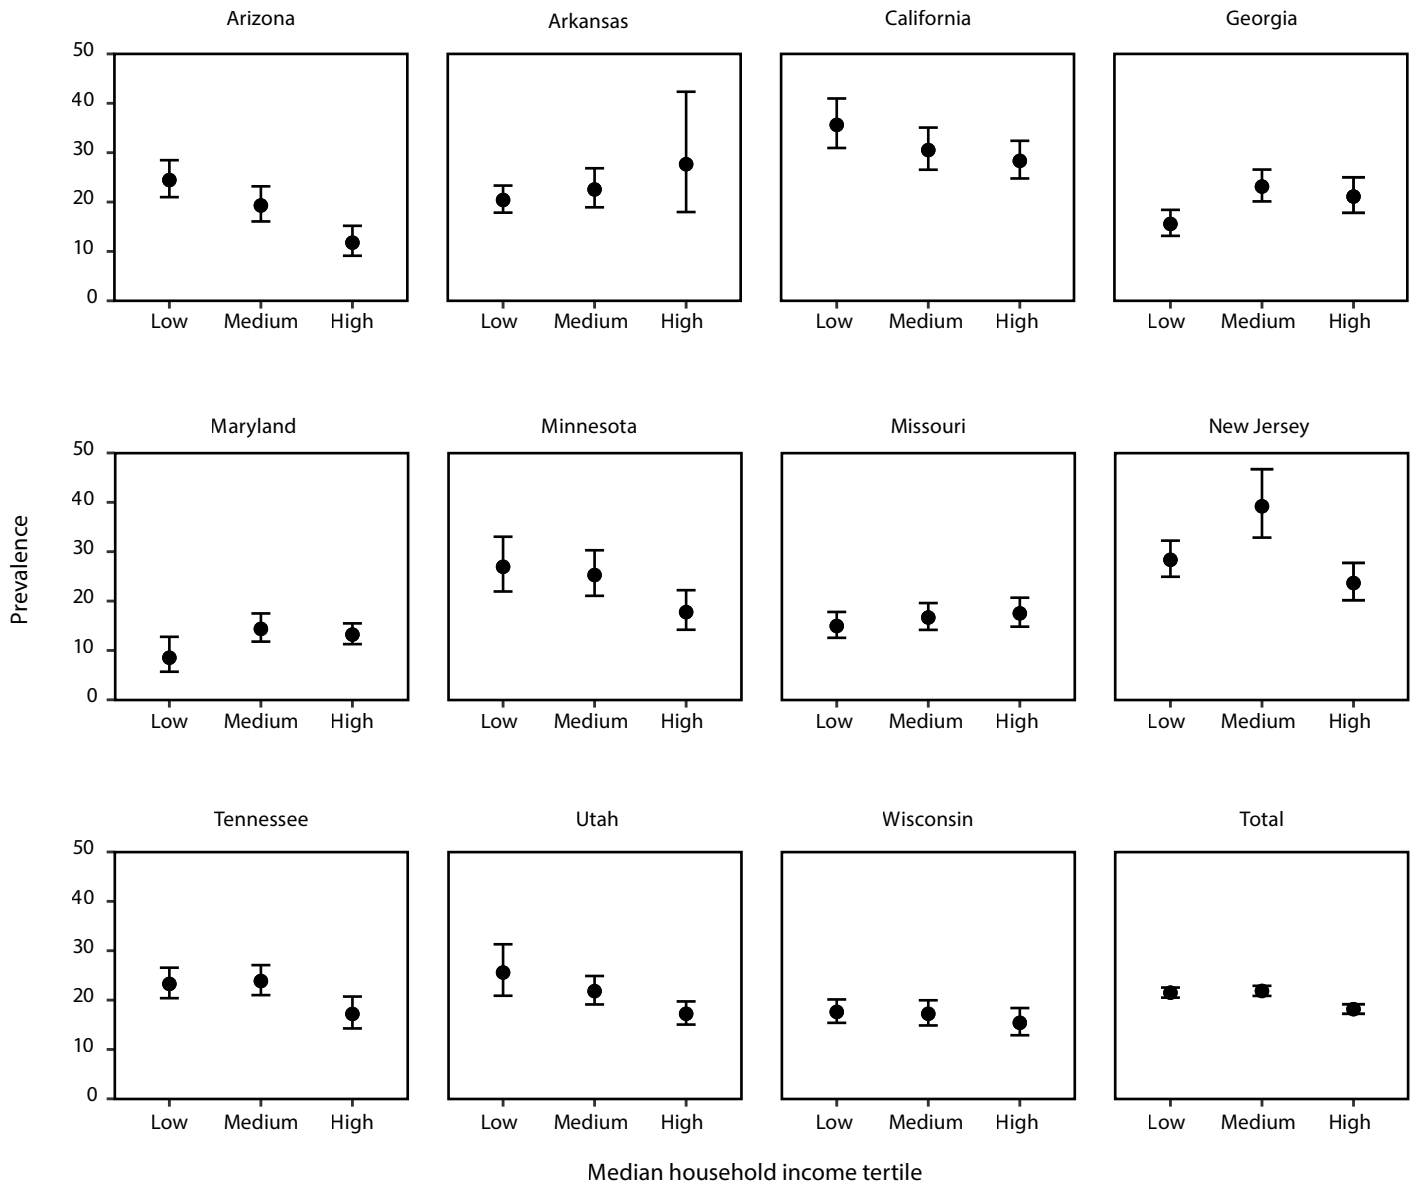 Arizona Arkansas California Georgia
50
40
30
20
10
0
Low Medium High Low Medium High Low Medium High Low Medium High
Maryland Minnesota Missouri New Jersey
50
40
30
20
10
0
Low Medium High Low Medium High Low Medium High Low Medium High
Prevalence
Tennessee Utah Wisconsin Total
50
40
30
20
10
0
Low Medium High Low Medium High Low Medium High Low Medium High
Median household income tertile